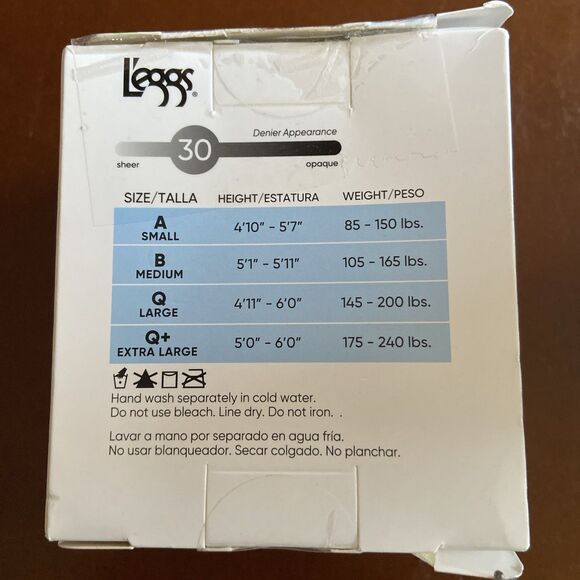 L'eggs®
Denier Appearance
30
sheer opaque
SIZE/TALLA HEIGHT/ESTATURA WEIGHT/PESO
A SMALL 4'10" - 5'7" 85 - 150 lbs.
B MEDIUM 5'1" - 5'11" 105 - 165 lbs.
Q LARGE 4'11" - 6'0" 145 - 200 lbs.
Q+ EXTRA LARGE 5'0" - 6'0" 175 - 240 lbs.
Hand wash separately in cold water.
Do not use bleach. Line dry. Do not iron. .
Lavar a mano por separado en agua fría.
No usar blanqueador. Secar colgado. No planchar.